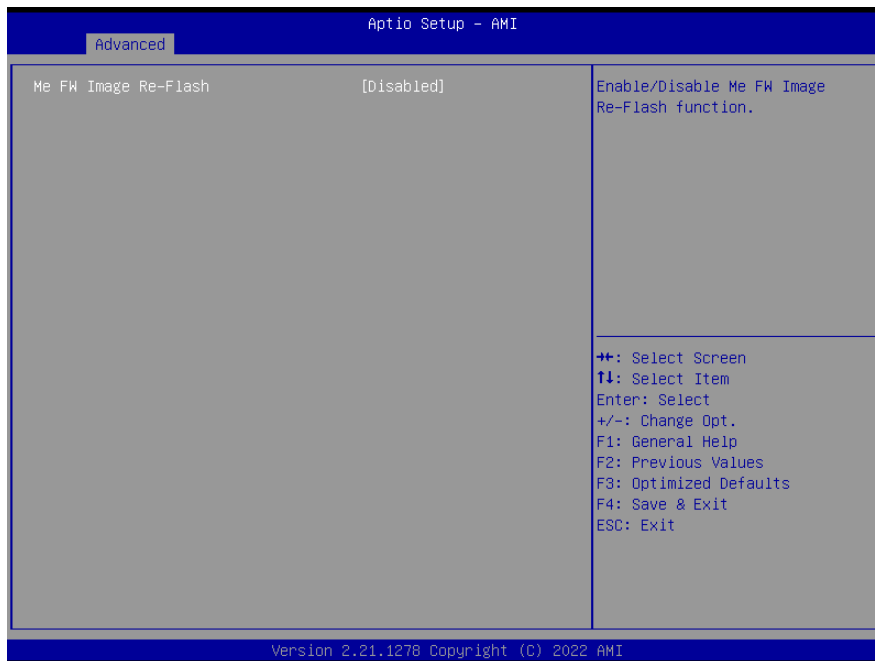 Aptio Setup – AMI
Advanced
Me FW Image Re-Flash [Disabled]
Enable/Disable Me FW Image
Re-Flash function.
→←: Select Screen
↑↓: Select Item
Enter: Select
+/-: Change Opt.
F1: General Help
F2: Previous Values
F3: Optimized Defaults
F4: Save & Exit
ESC: Exit
Version 2.21.1278 Copyright (C) 2022 AMI